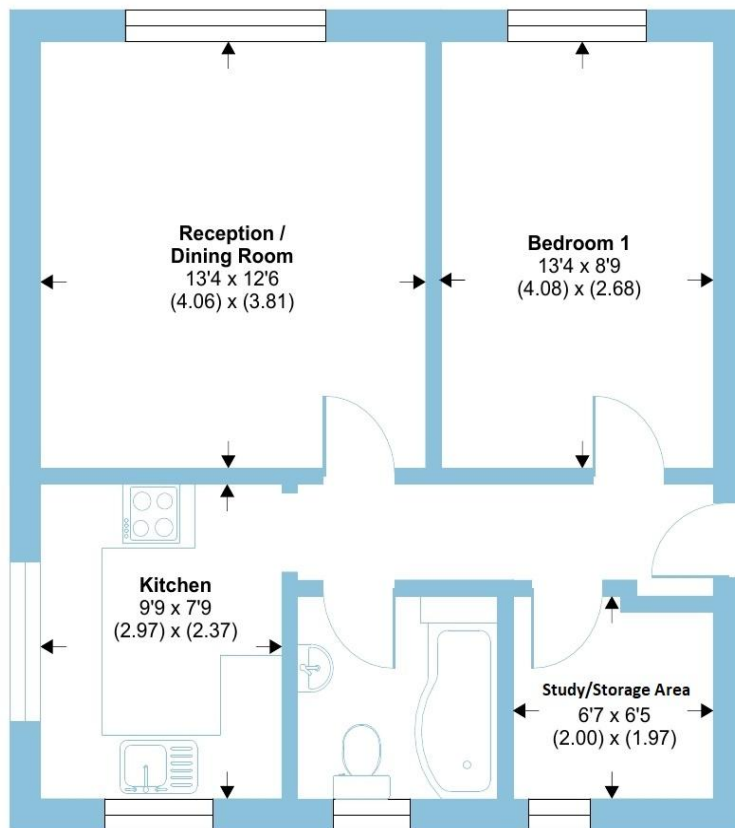 Reception /
Dining Room
13'4 x 12'6
(4.06) x (3.81)
Bedroom 1
13'4 x 8'9
(4.08) x (2.68)
Kitchen
9'9 x 7'9
(2.97) x (2.37)
Study/Storage Area
6'7 x 6'5
(2.00) x (1.97)